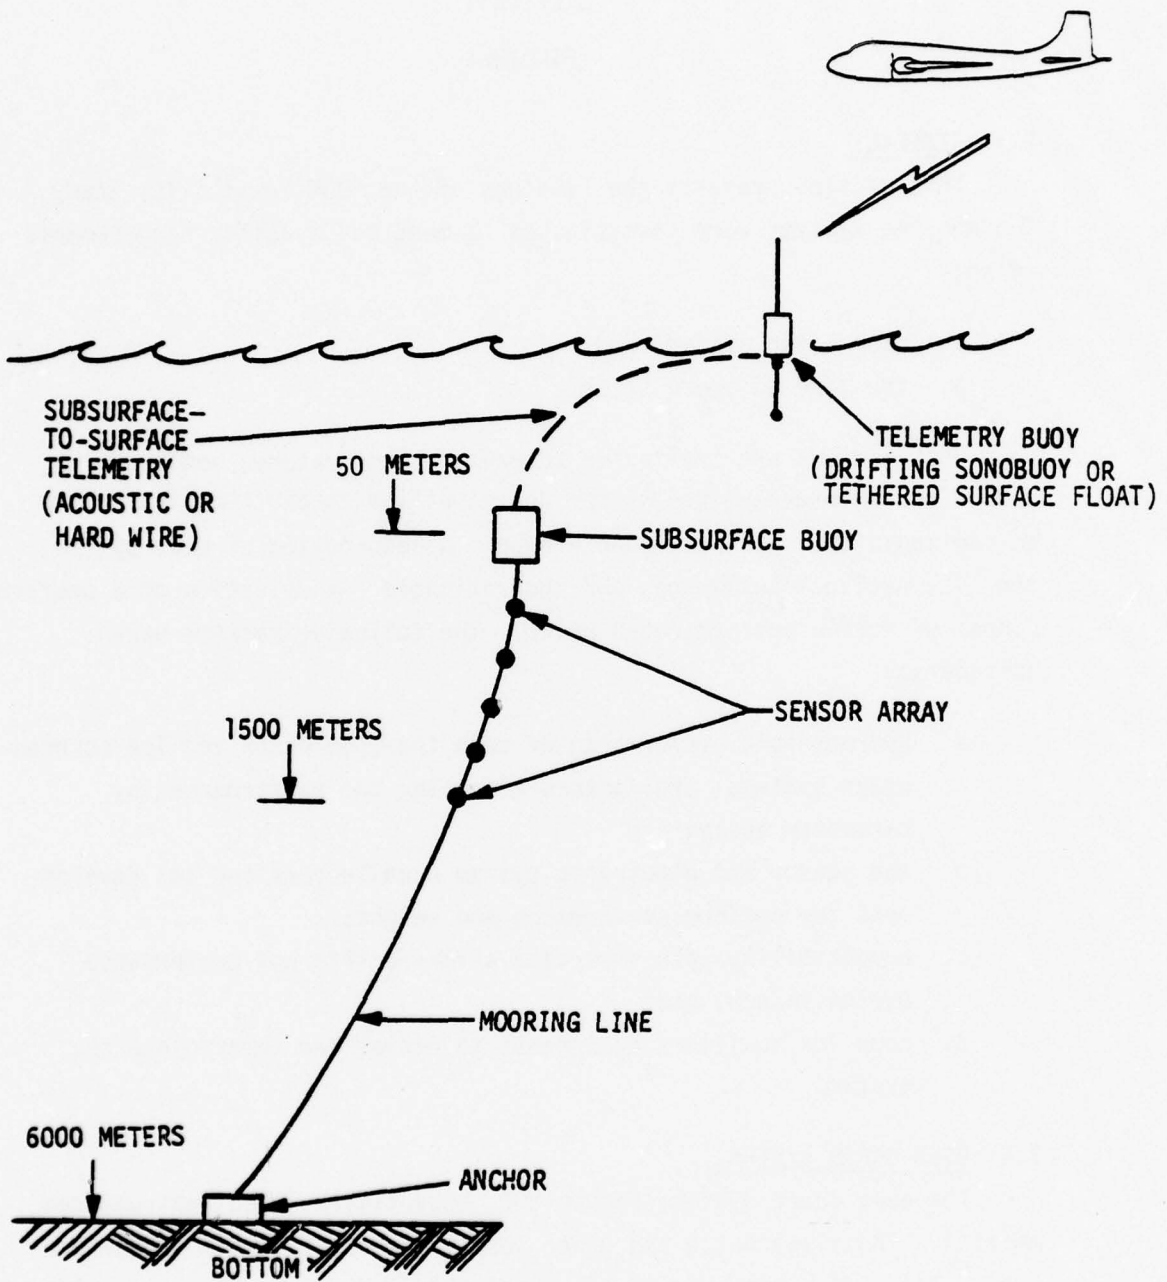 SUBSURFACE-
TO-SURFACE
TELEMETRY
(ACOUSTIC OR
HARD WIRE)
50 METERS
TELEMETRY BUOY
(DRIFTING SONOBUOY OR
TETHERED SURFACE FLOAT)
SUBSURFACE BUOY
1500 METERS
SENSOR ARRAY
MOORING LINE
6000 METERS
ANCHOR
BOTTOM